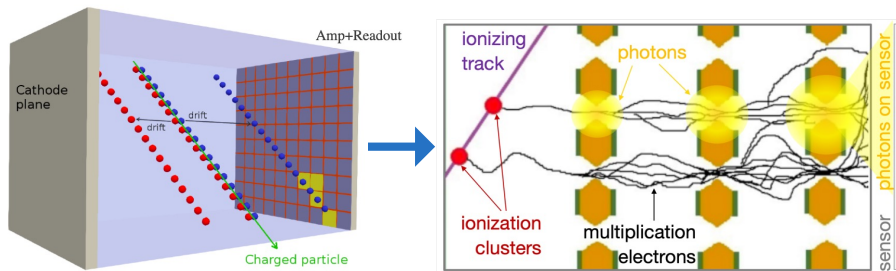 Amp+Readout
Cathode
plane
drift
drift
Charged particle
ionizing
track
photons
ionization
clusters
multiplication
electrons
photons on sensor
sensor